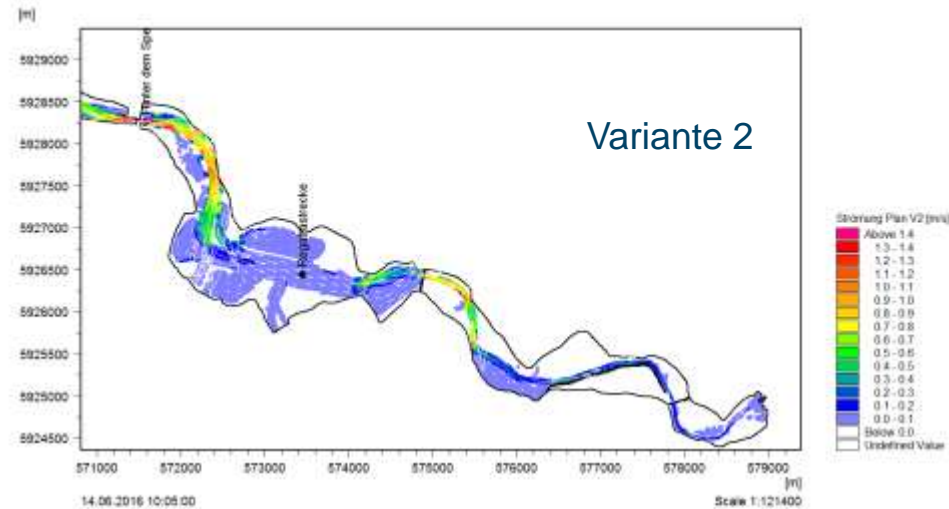 [m]
5929000
5928500
5928000
5927500
5927000
5926500
5926000
5925500
5925000
5924500
Variante 2
Strömung Plan V2 [m/s]
Above 1.4
1.3 - 1.4
1.2 - 1.3
1.1 - 1.2
1.0 - 1.1
0.9 - 1.0
0.8 - 0.9
0.7 - 0.8
0.6 - 0.7
0.5 - 0.6
0.4 - 0.5
0.3 - 0.4
0.2 - 0.3
0.1 - 0.2
0.0 - 0.1
Below 0.0
Undefined Value
571000 572000 573000 574000 575000 576000 577000 578000 579000
[m]
14.06.2016 10:05:00
Scale 1:121400